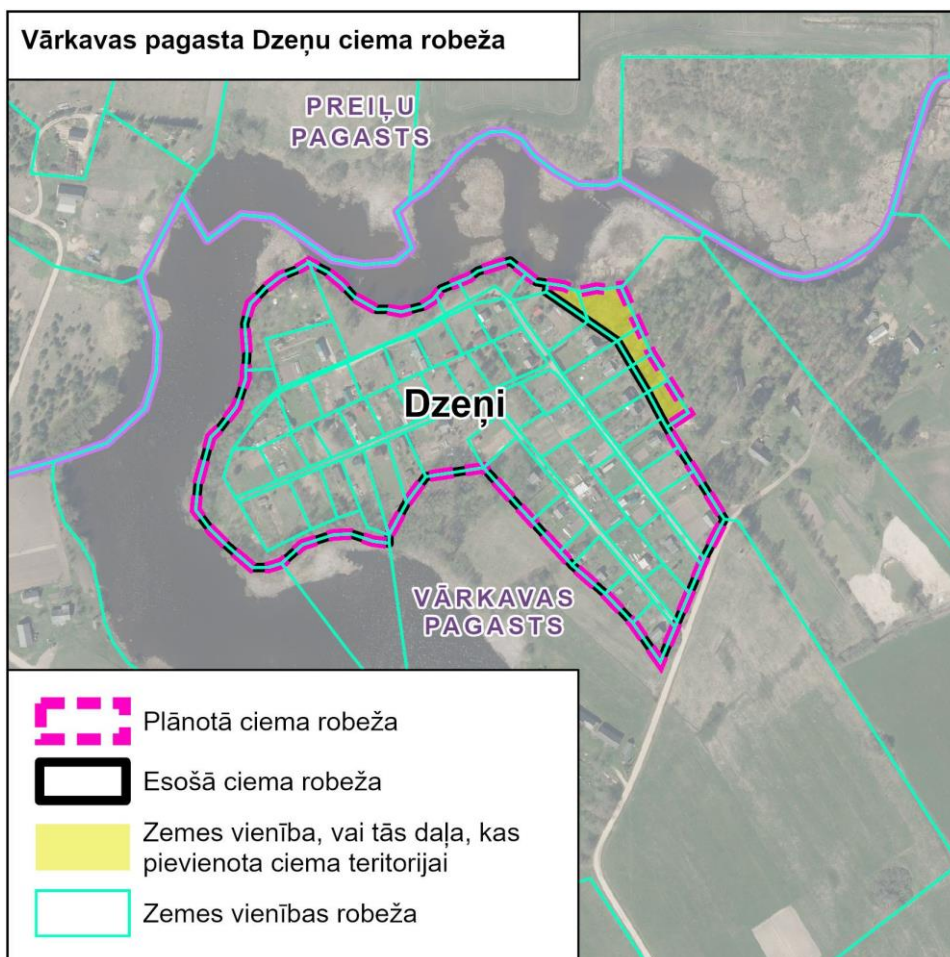 Vārkavas pagasta Dzeņu ciema robeža
PREIĻU
PAGASTS
Dzeņi
VĀRKAVAS
PAGASTS
Plānotā ciema robeža
Esošā ciema robeža
Zemes vienība, vai tās daļa, kas
pievienota ciema teritorijai
Zemes vienības robeža